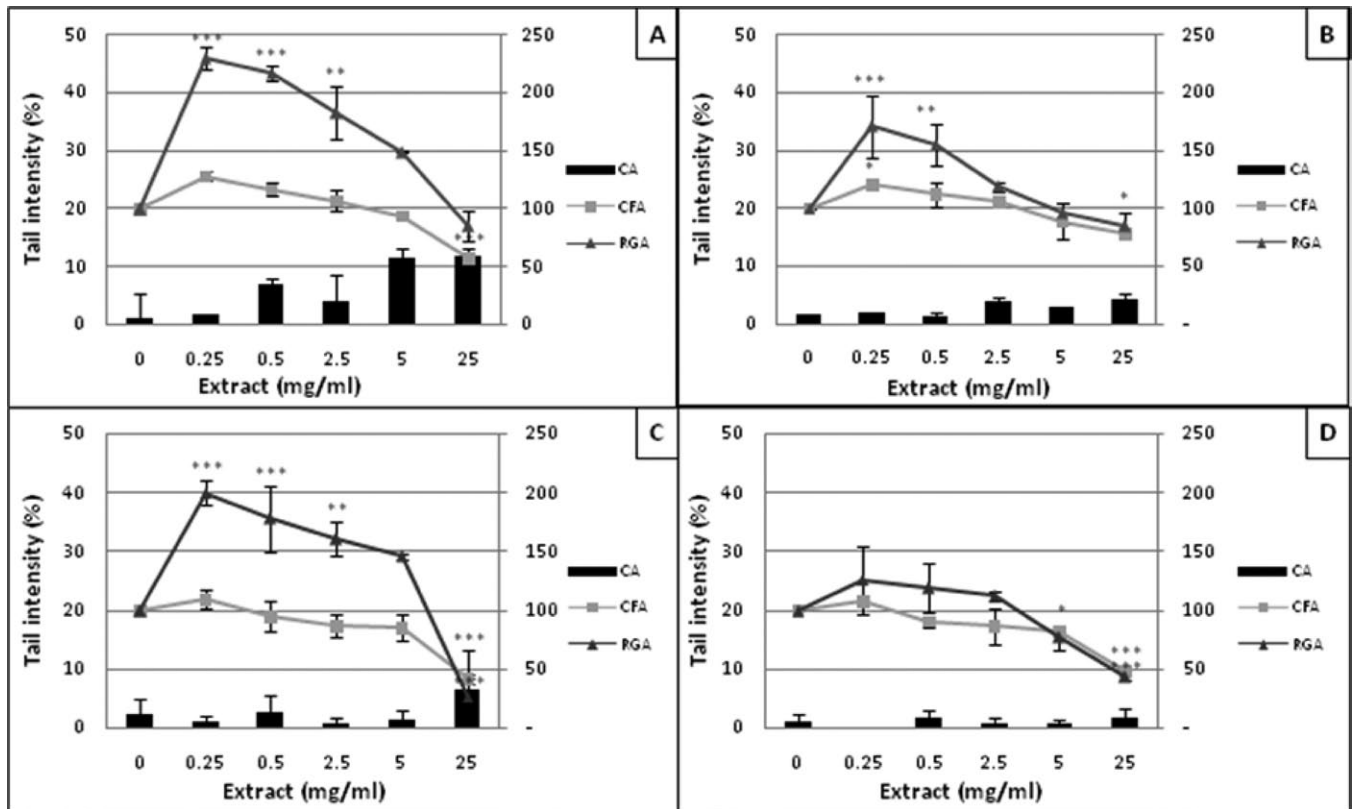 A
50
40
30
20
10
0
Tail intensity (%)
250
200
150
100
50
0
*** *** ** ***
CA
CFA
RGA
0 0.25 0.5 2.5 5 25
Extract (mg/ml)
B
50
40
30
20
10
0
Tail intensity (%)
250
200
150
100
50
-
*** ** * *
CA
CFA
RGA
0 0.25 0.5 2.5 5 25
Extract (mg/ml)
C
50
40
30
20
10
0
Tail intensity (%)
250
200
150
100
50
-
*** *** ** *** ***
CA
CFA
RGA
0 0.25 0.5 2.5 5 25
Extract (mg/ml)
D
50
40
30
20
10
0
Tail intensity (%)
250
200
150
100
50
-
* *** ***
CA
CFA
RGA
0 0.25 0.5 2.5 5 25
Extract (mg/ml)